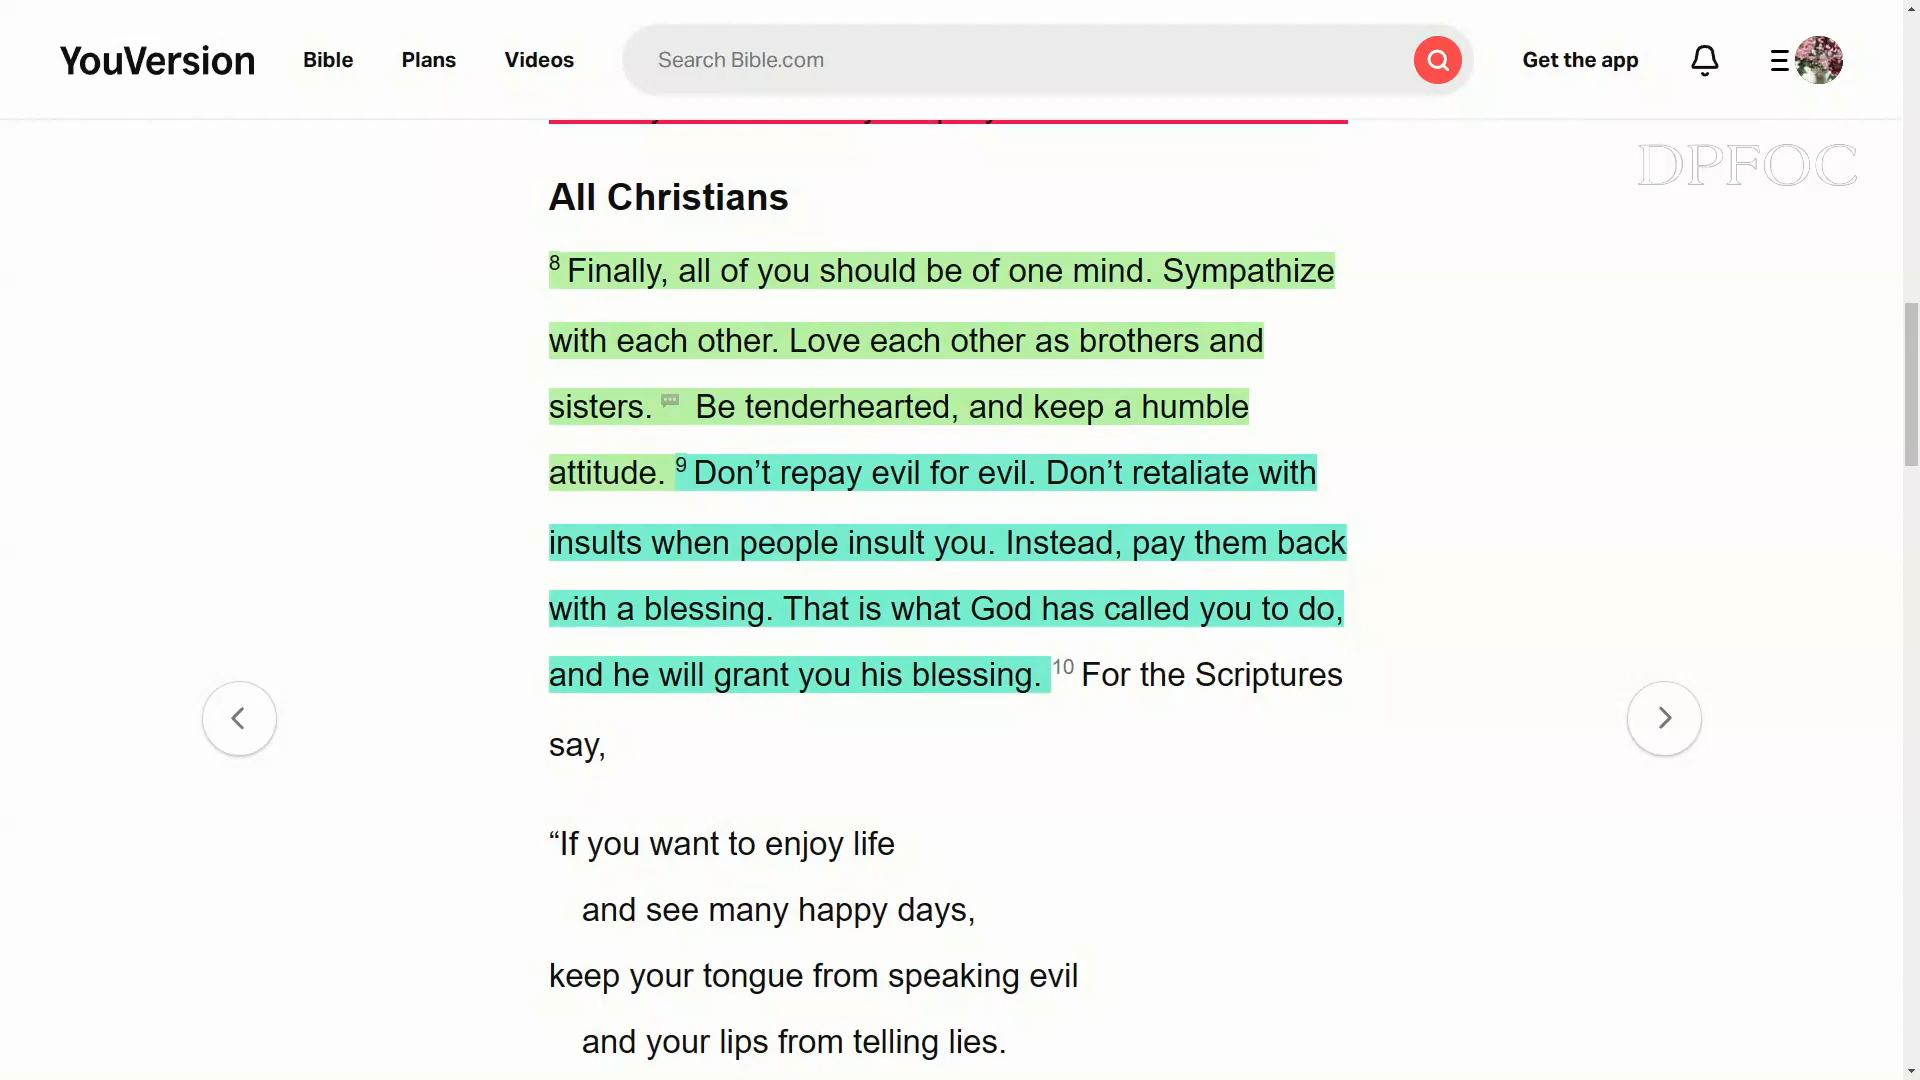 YouVersion Bible Plans Videos Search Bible.com Get the app
DPFOC
All Christians
8 Finally, all of you should be of one mind. Sympathize
with each other. Love each other as brothers and
sisters. Be tenderhearted, and keep a humble
attitude. 9 Don’t repay evil for evil. Don’t retaliate with
insults when people insult you. Instead, pay them back
with a blessing. That is what God has called you to do,
and he will grant you his blessing. 10 For the Scriptures
say,
“If you want to enjoy life
and see many happy days,
keep your tongue from speaking evil
and your lips from telling lies.